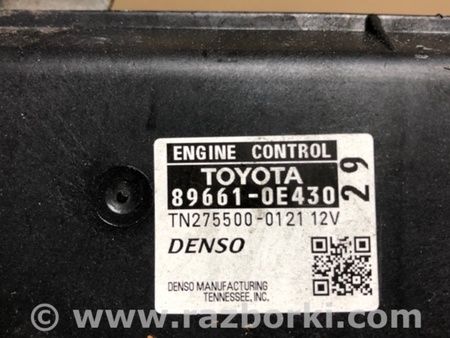 ENGINE CONTROL
TOYOTA
89661-0E430
29
TN275500-0121 12V
DENSO
DENSO MANUFACTURING
TENNESSEE, INC.
© www.razborki.com